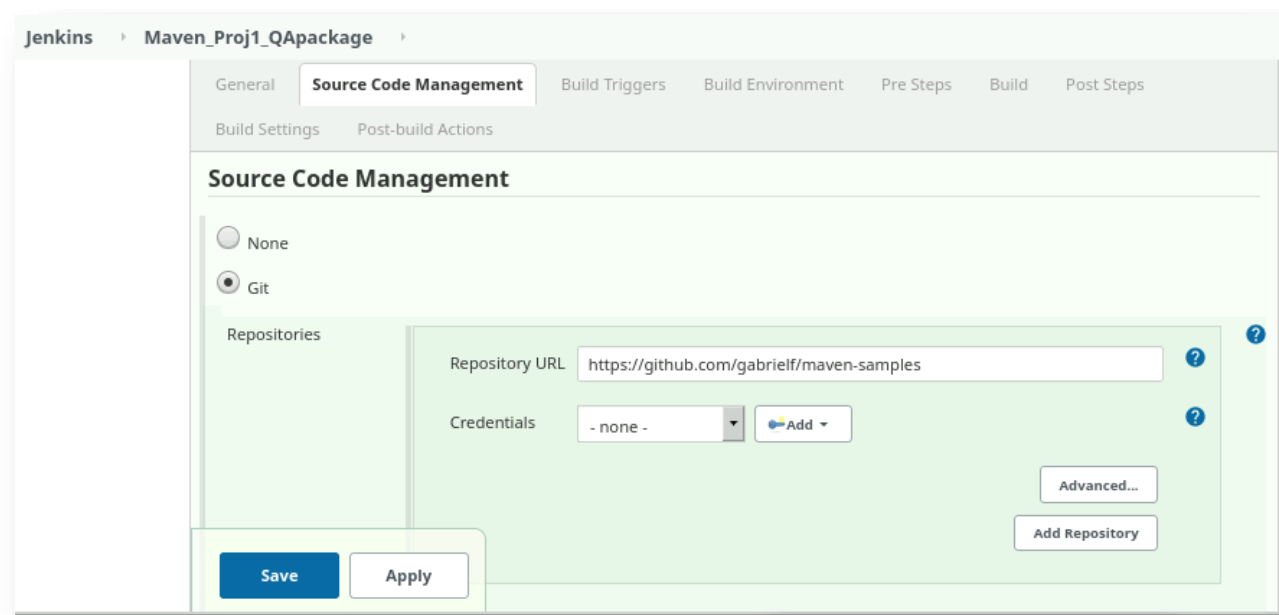 Jenkins Maven_Proj1_QApackage
General Source Code Management Build Triggers Build Environment Pre Steps Build Post Steps
Build Settings Post-build Actions
Source Code Management
None
Git
Repositories
?
Repository URL https://github.com/gabrielf/maven-samples ?
Credentials - none - Add ?
Advanced...
Add Repository
Save Apply